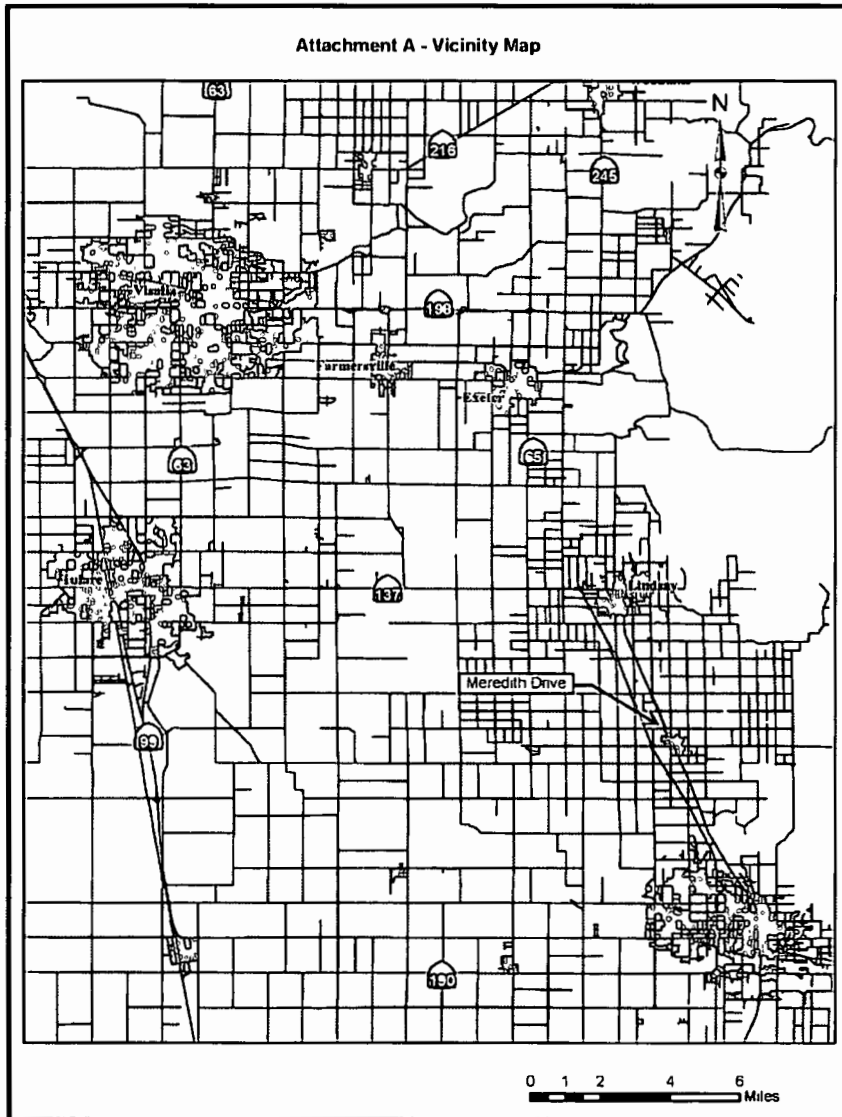 Attachment A - Vicinity Map
63
N
216
245
Visalia
198
Farmersville
Exeter
63
65
Tulare
137
Lindsay
Meredith Drive
99
190
0 1 2 4 6
Miles